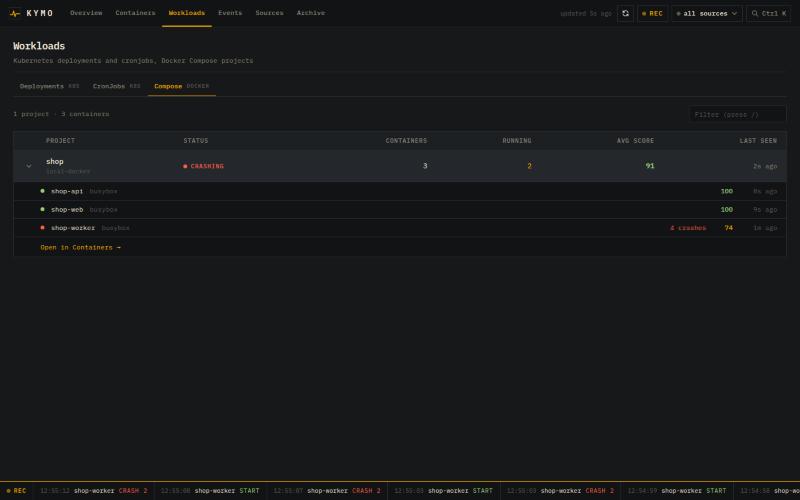 KYMO Overview Containers Workloads Events Sources Archive updated 5s ago REC all sources Ctrl K
Workloads
Kubernetes deployments and cronjobs, Docker Compose projects
Deployments K8S CronJobs K8S Compose DOCKER
1 project · 3 containers Filter (press /)
PROJECT STATUS CONTAINERS RUNNING AVG SCORE LAST SEEN
shop CRASHING 3 2 91 2s ago
local-docker
shop-api busybox 100 8s ago
shop-web busybox 100 9s ago
shop-worker busybox 4 crashes 74 1m ago
Open in Containers →
REC 12:55:12 shop-worker CRASH 2 12:55:08 shop-worker START 12:55:07 shop-worker CRASH 2 12:55:03 shop-worker START 12:55:03 shop-worker CRASH 2 12:54:59 shop-worker START 12:54:58 shop-w